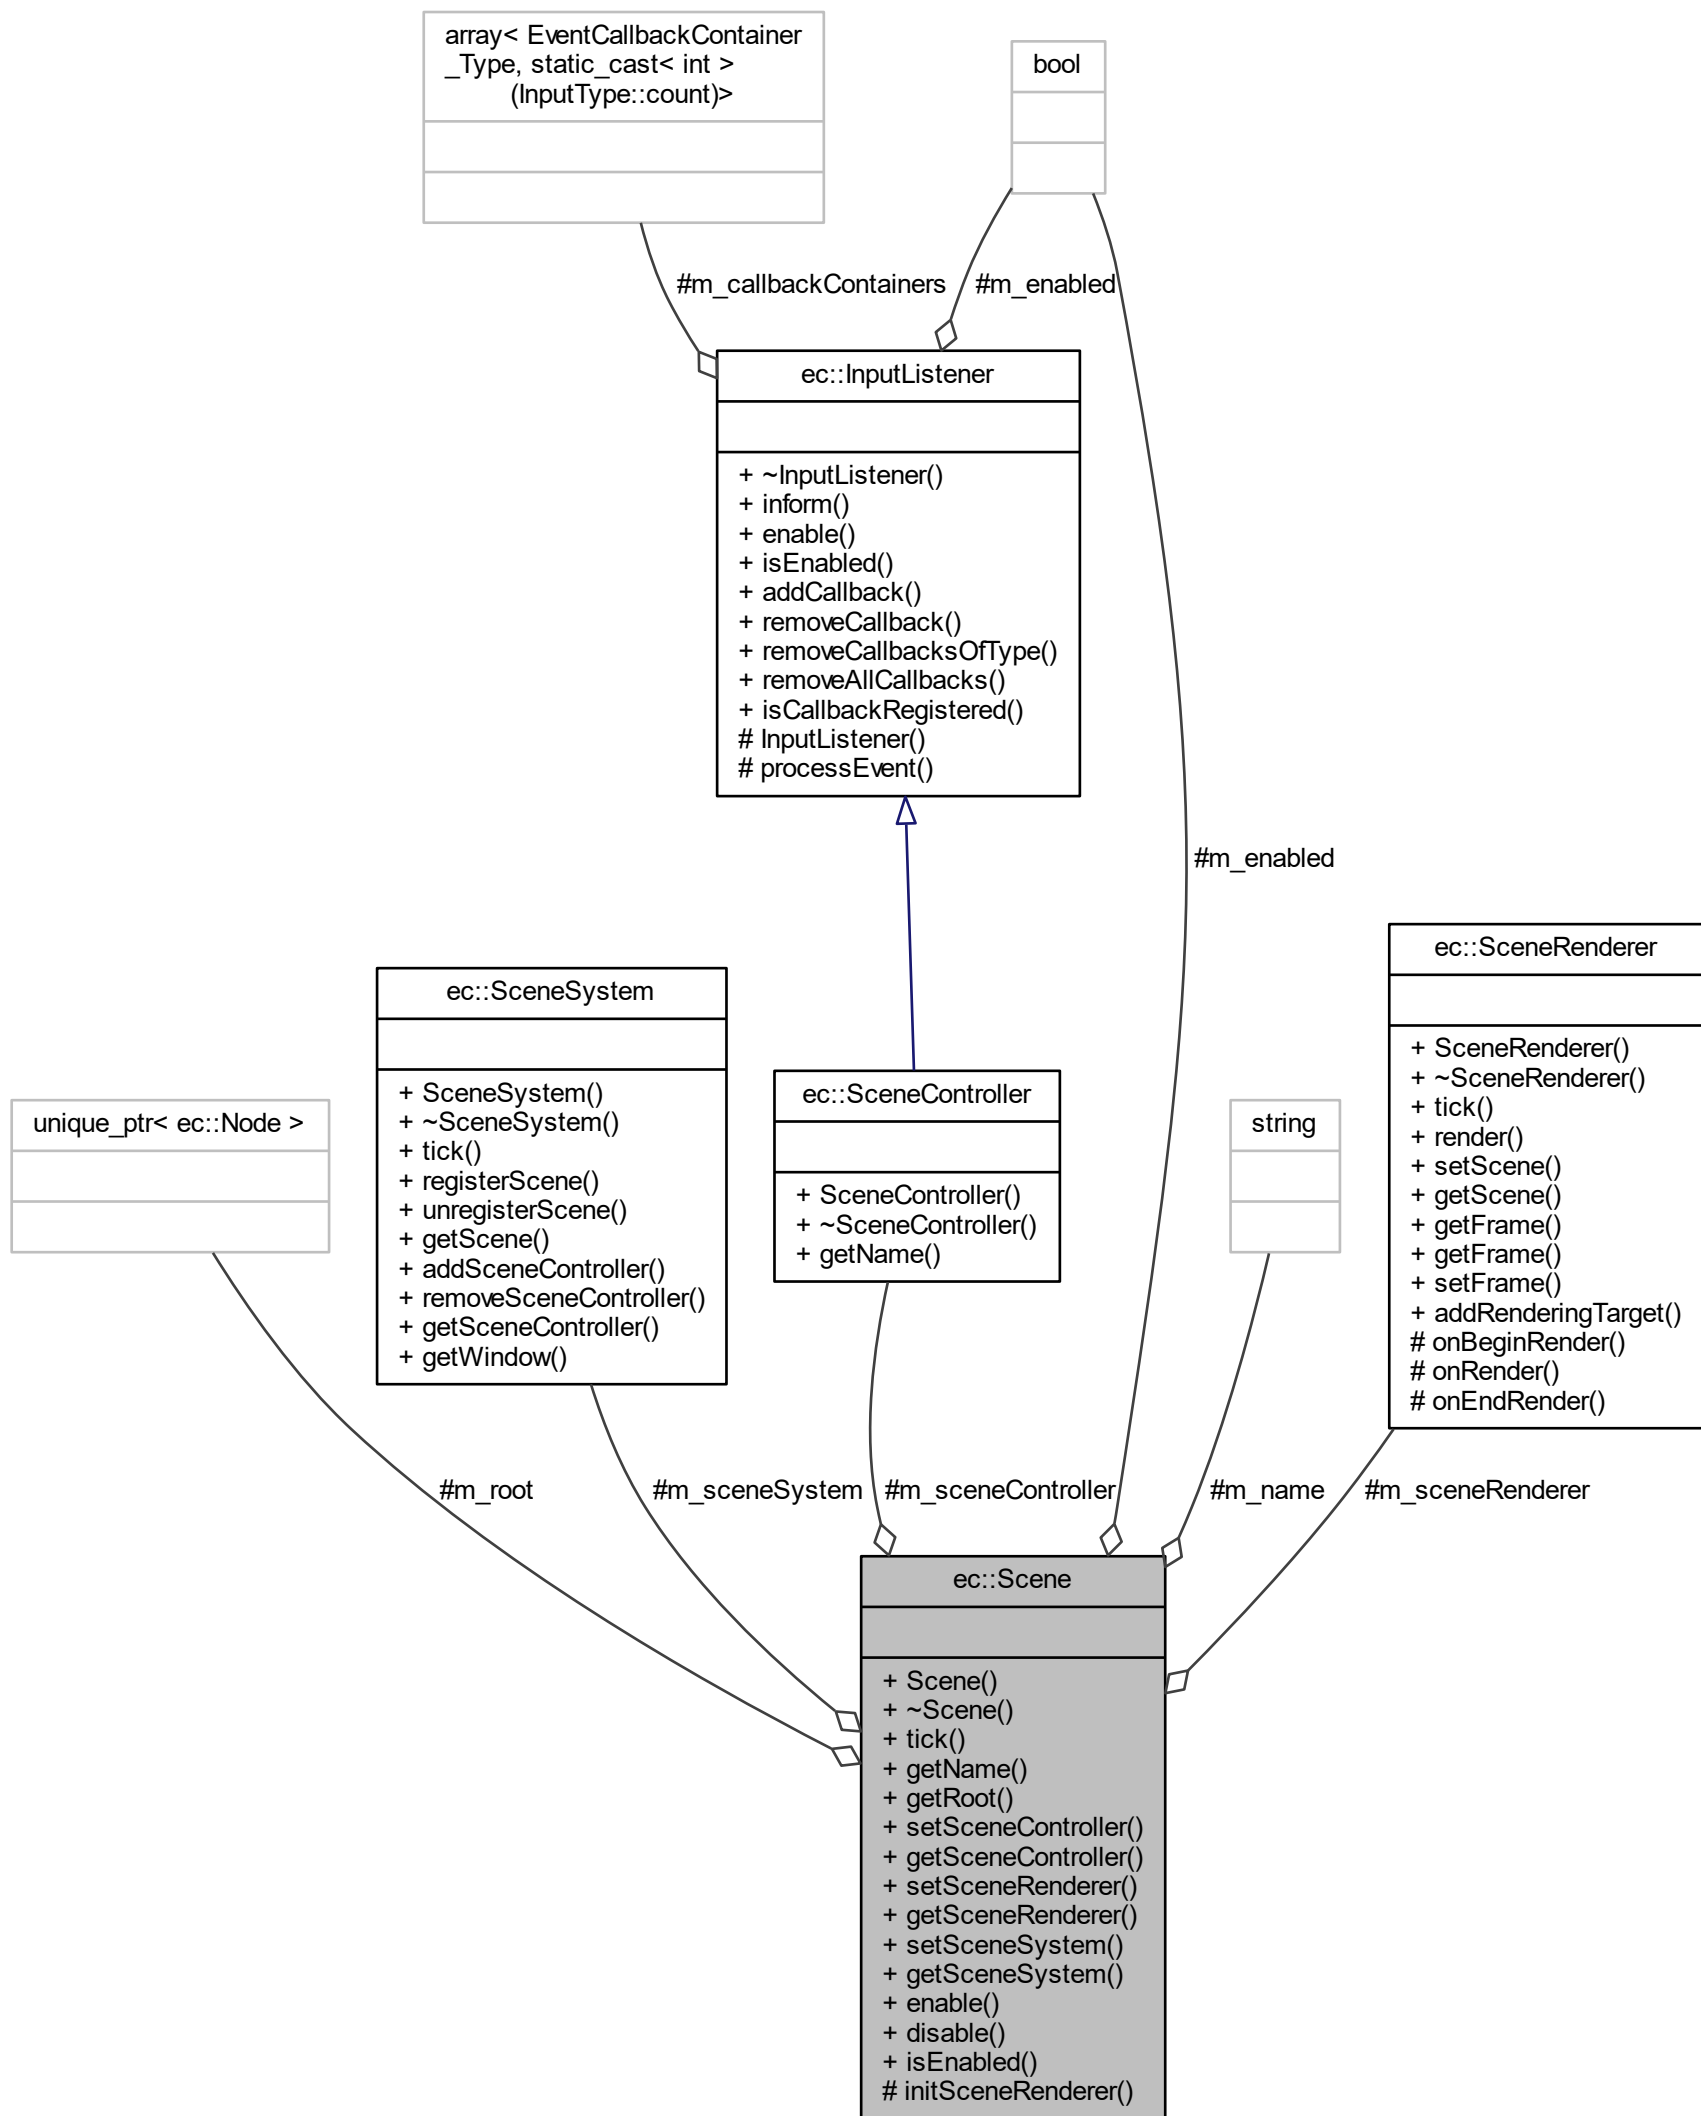 array< EventCallbackContainer
_Type, static_cast< int >
(InputType::count)>
bool
#m_callbackContainers
#m_enabled
ec::InputListener
+ ~InputListener()
+ inform()
+ enable()
+ isEnabled()
+ addCallback()
+ removeCallback()
+ removeCallbacksOfType()
+ removeAllCallbacks()
+ isCallbackRegistered()
# InputListener()
# processEvent()
#m_enabled
unique_ptr< ec::Node >
ec::SceneSystem
+ SceneSystem()
+ ~SceneSystem()
+ tick()
+ registerScene()
+ unregisterScene()
+ getScene()
+ addSceneController()
+ removeSceneController()
+ getSceneController()
+ getWindow()
ec::SceneController
+ SceneController()
+ ~SceneController()
+ getName()
string
ec::SceneRenderer
+ SceneRenderer()
+ ~SceneRenderer()
+ tick()
+ render()
+ setScene()
+ getScene()
+ getFrame()
+ getFrame()
+ setFrame()
+ addRenderingTarget()
# onBeginRender()
# onRender()
# onEndRender()
#m_root
#m_sceneSystem
#m_sceneController
#m_name
#m_sceneRenderer
ec::Scene
+ Scene()
+ ~Scene()
+ tick()
+ getName()
+ getRoot()
+ setSceneController()
+ getSceneController()
+ setSceneRenderer()
+ getSceneRenderer()
+ setSceneSystem()
+ getSceneSystem()
+ enable()
+ disable()
+ isEnabled()
# initSceneRenderer()